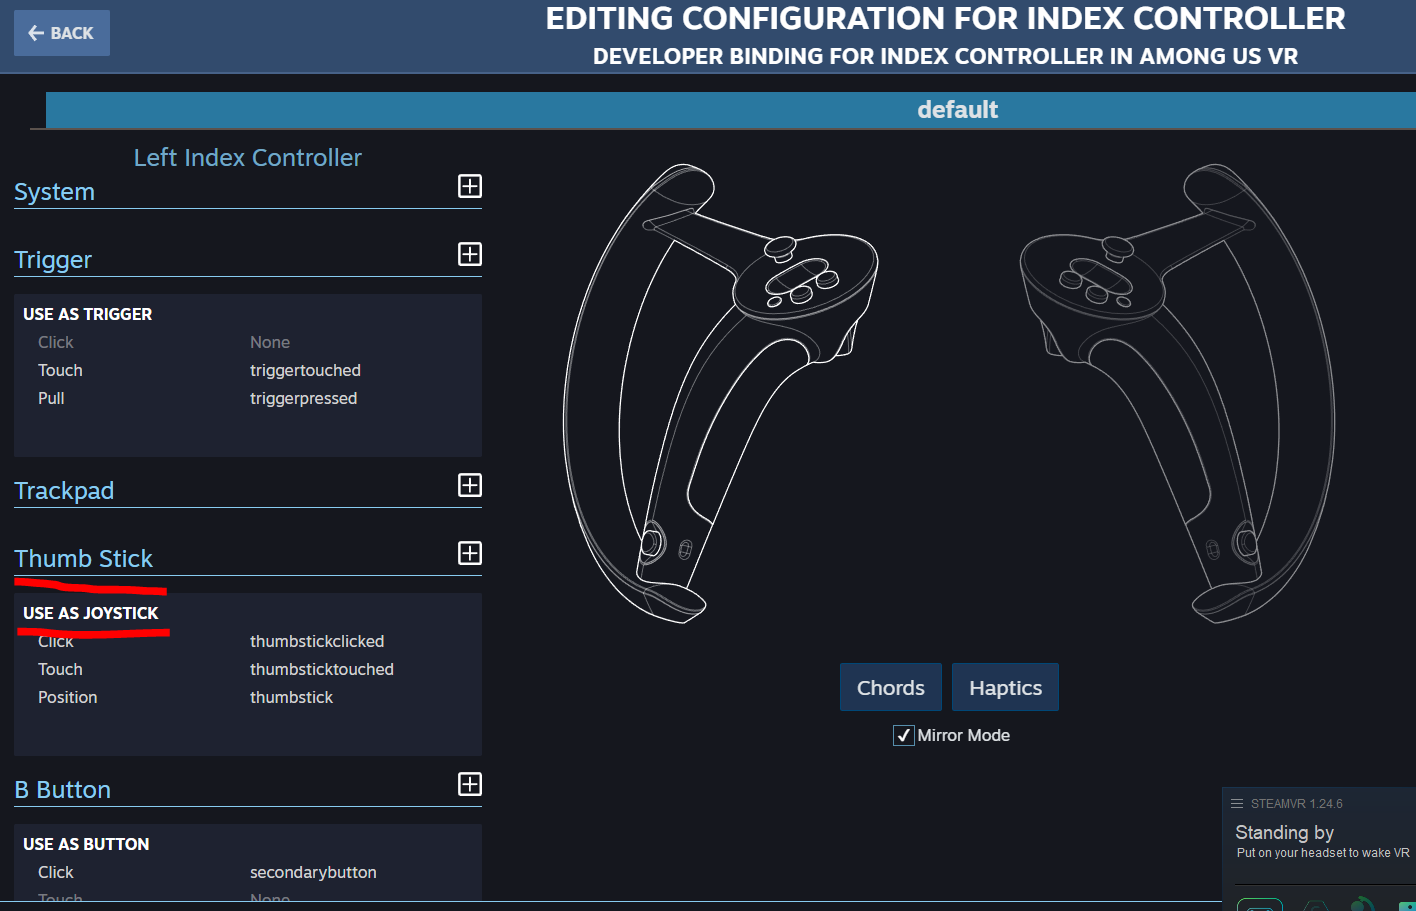 BACK
EDITING CONFIGURATION FOR INDEX CONTROLLER
DEVELOPER BINDING FOR INDEX CONTROLLER IN AMONG US VR
default
Left Index Controller
System
Trigger
USE AS TRIGGER
Click None
Touch triggertouched
Pull triggerpressed
Trackpad
Thumb Stick
USE AS JOYSTICK
Click thumbstickclicked
Touch thumbsticktouched
Position thumbstick
B Button
USE AS BUTTON
Click secondarybutton
Touch None
Chords Haptics
Mirror Mode
STEAMVR 1.24.6
Standing by
Put on your headset to wake VR